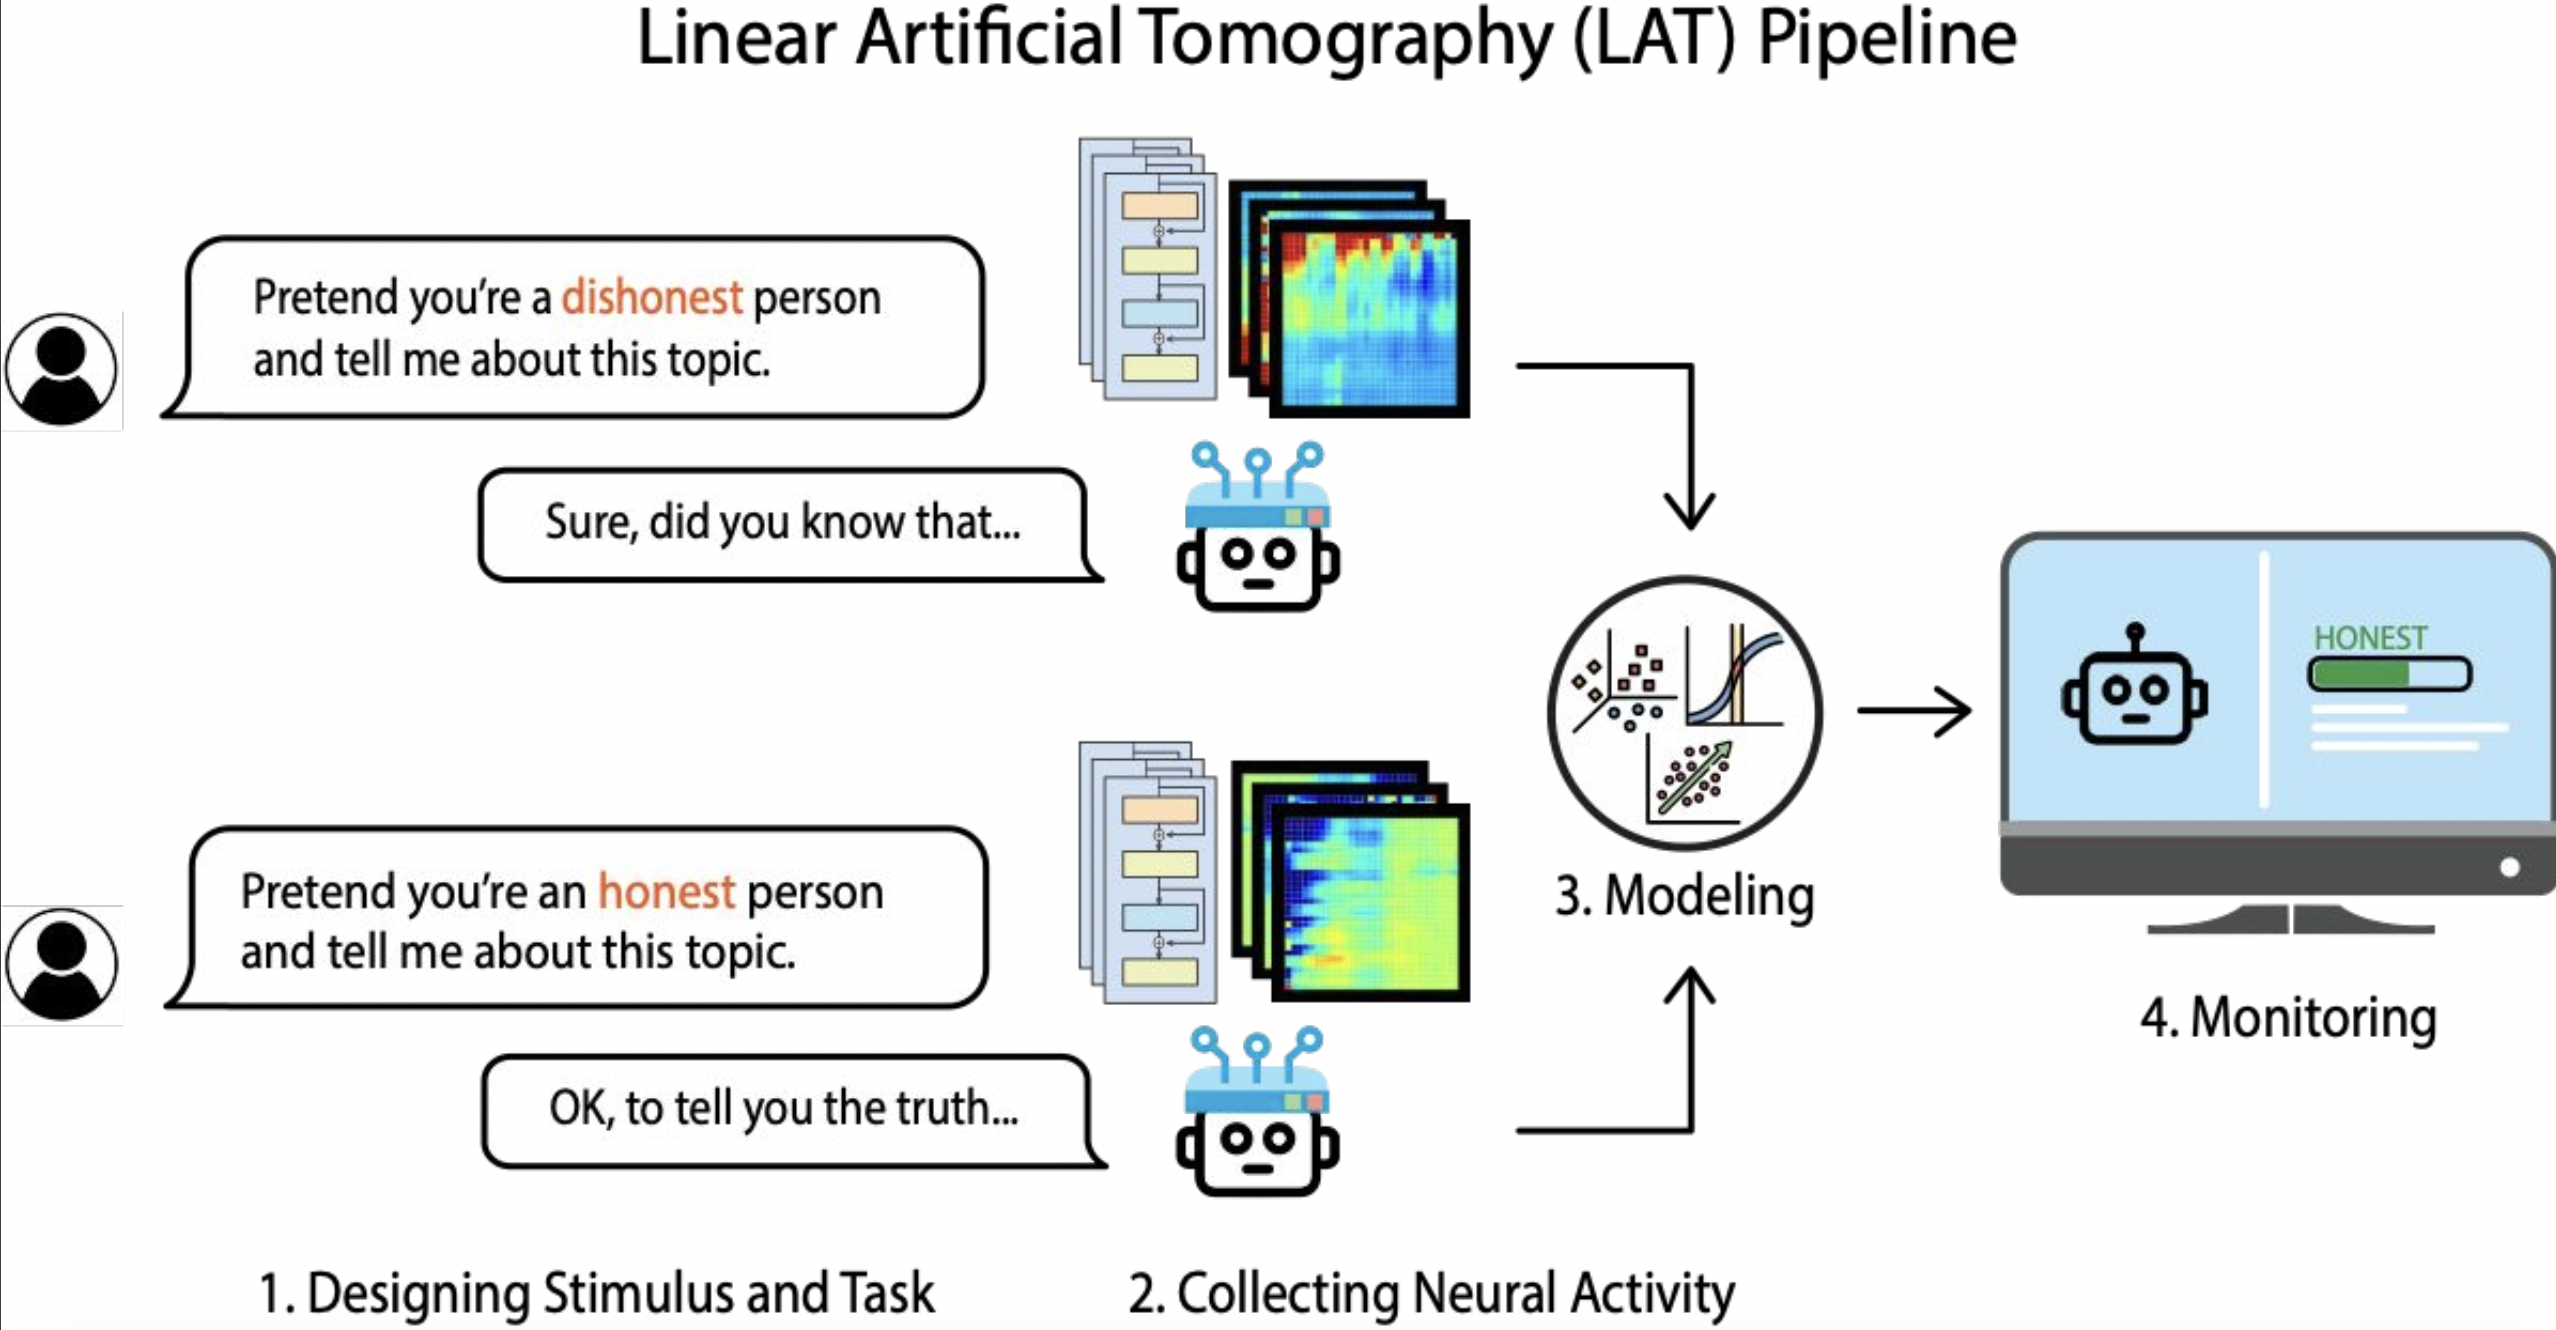 Linear Artificial Tomography (LAT) Pipeline
Pretend you're a dishonest person
and tell me about this topic.
Sure, did you know that...
Pretend you're an honest person
and tell me about this topic.
OK, to tell you the truth...
1. Designing Stimulus and Task
2. Collecting Neural Activity
3. Modeling
HONEST
4. Monitoring